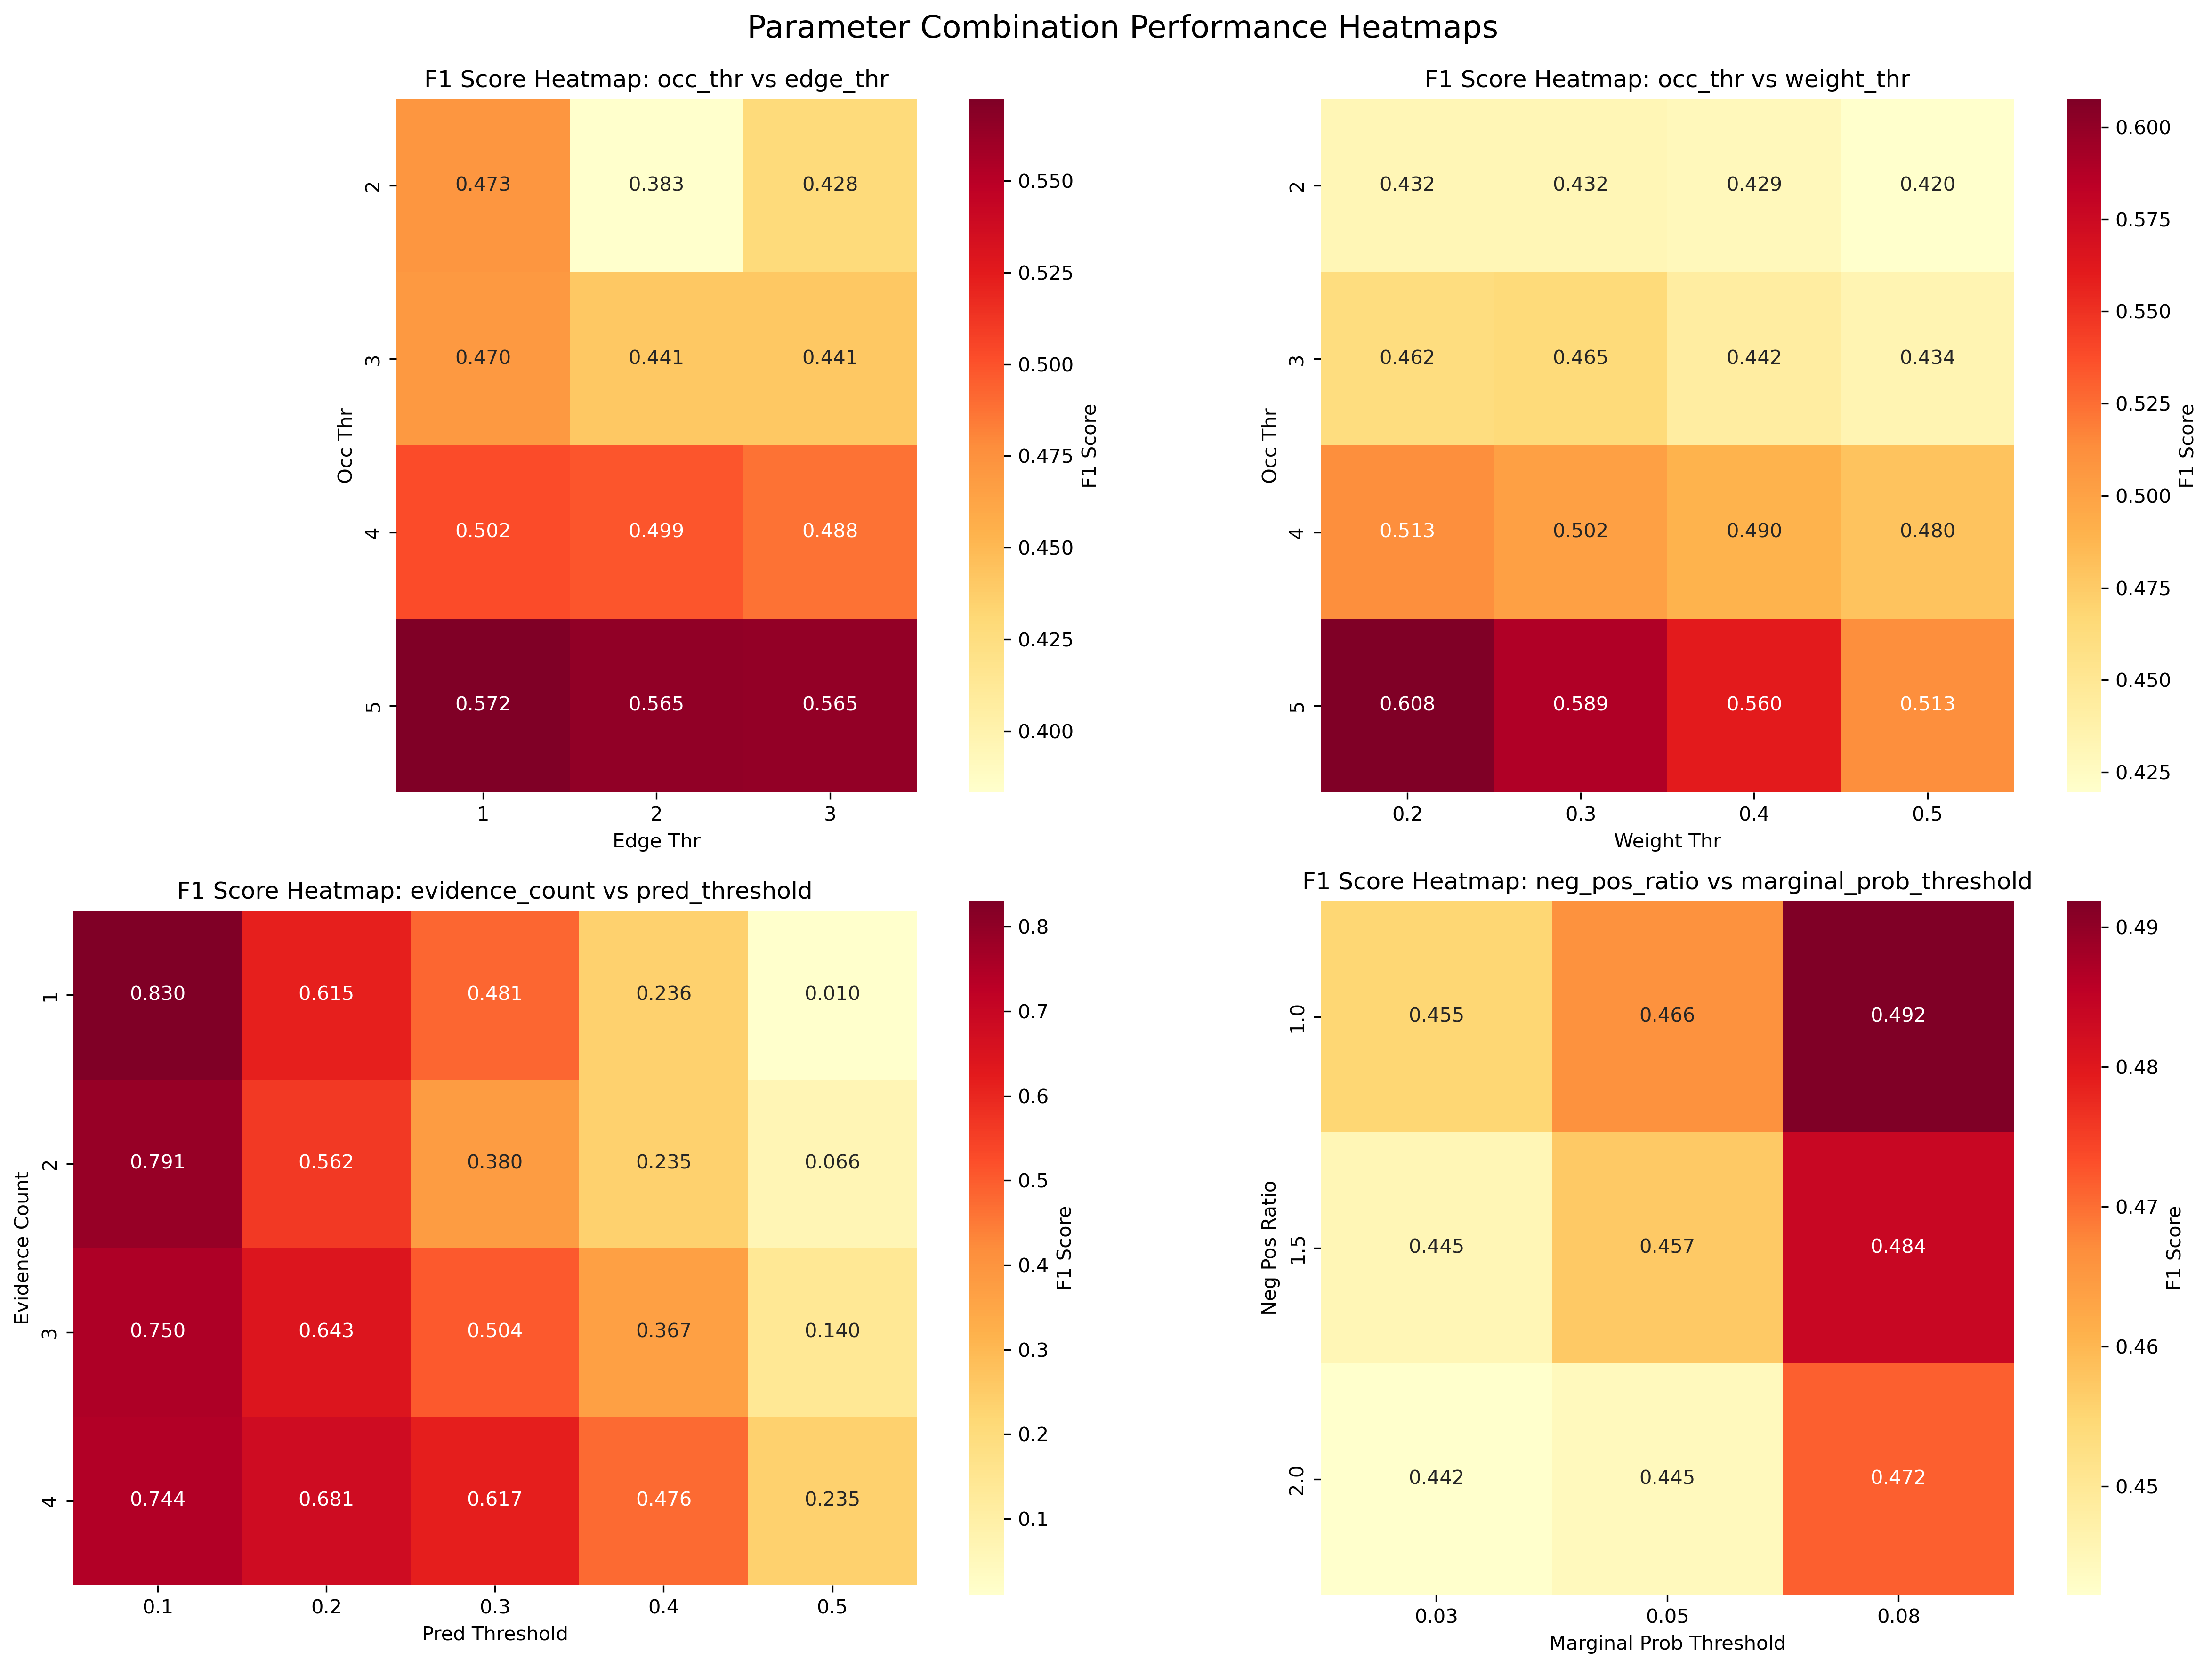 Parameter Combination Performance Heatmaps
F1 Score Heatmap: occ_thr vs edge_thr
Occ Thr
2
0.473 0.383 0.428
3
0.470 0.441 0.441
4
0.502 0.499 0.488
5
0.572 0.565 0.565
1 2 3
Edge Thr
0.550
0.525
0.500
0.475
0.450
0.425
0.400
F1 Score
F1 Score Heatmap: occ_thr vs weight_thr
Occ Thr
2
0.432 0.432 0.429 0.420
3
0.462 0.465 0.442 0.434
4
0.513 0.502 0.490 0.480
5
0.608 0.589 0.560 0.513
0.2 0.3 0.4 0.5
Weight Thr
0.600
0.575
0.550
0.525
0.500
0.475
0.450
0.425
F1 Score
F1 Score Heatmap: evidence_count vs pred_threshold
Evidence Count
1
0.830 0.615 0.481 0.236 0.010
2
0.791 0.562 0.380 0.235 0.066
3
0.750 0.643 0.504 0.367 0.140
4
0.744 0.681 0.617 0.476 0.235
0.1 0.2 0.3 0.4 0.5
Pred Threshold
0.8
0.7
0.6
0.5
0.4
0.3
0.2
0.1
F1 Score
F1 Score Heatmap: neg_pos_ratio vs marginal_prob_threshold
Neg Pos Ratio
1.0
0.455 0.466 0.492
1.5
0.445 0.457 0.484
2.0
0.442 0.445 0.472
0.03 0.05 0.08
Marginal Prob Threshold
0.49
0.48
0.47
0.46
0.45
F1 Score